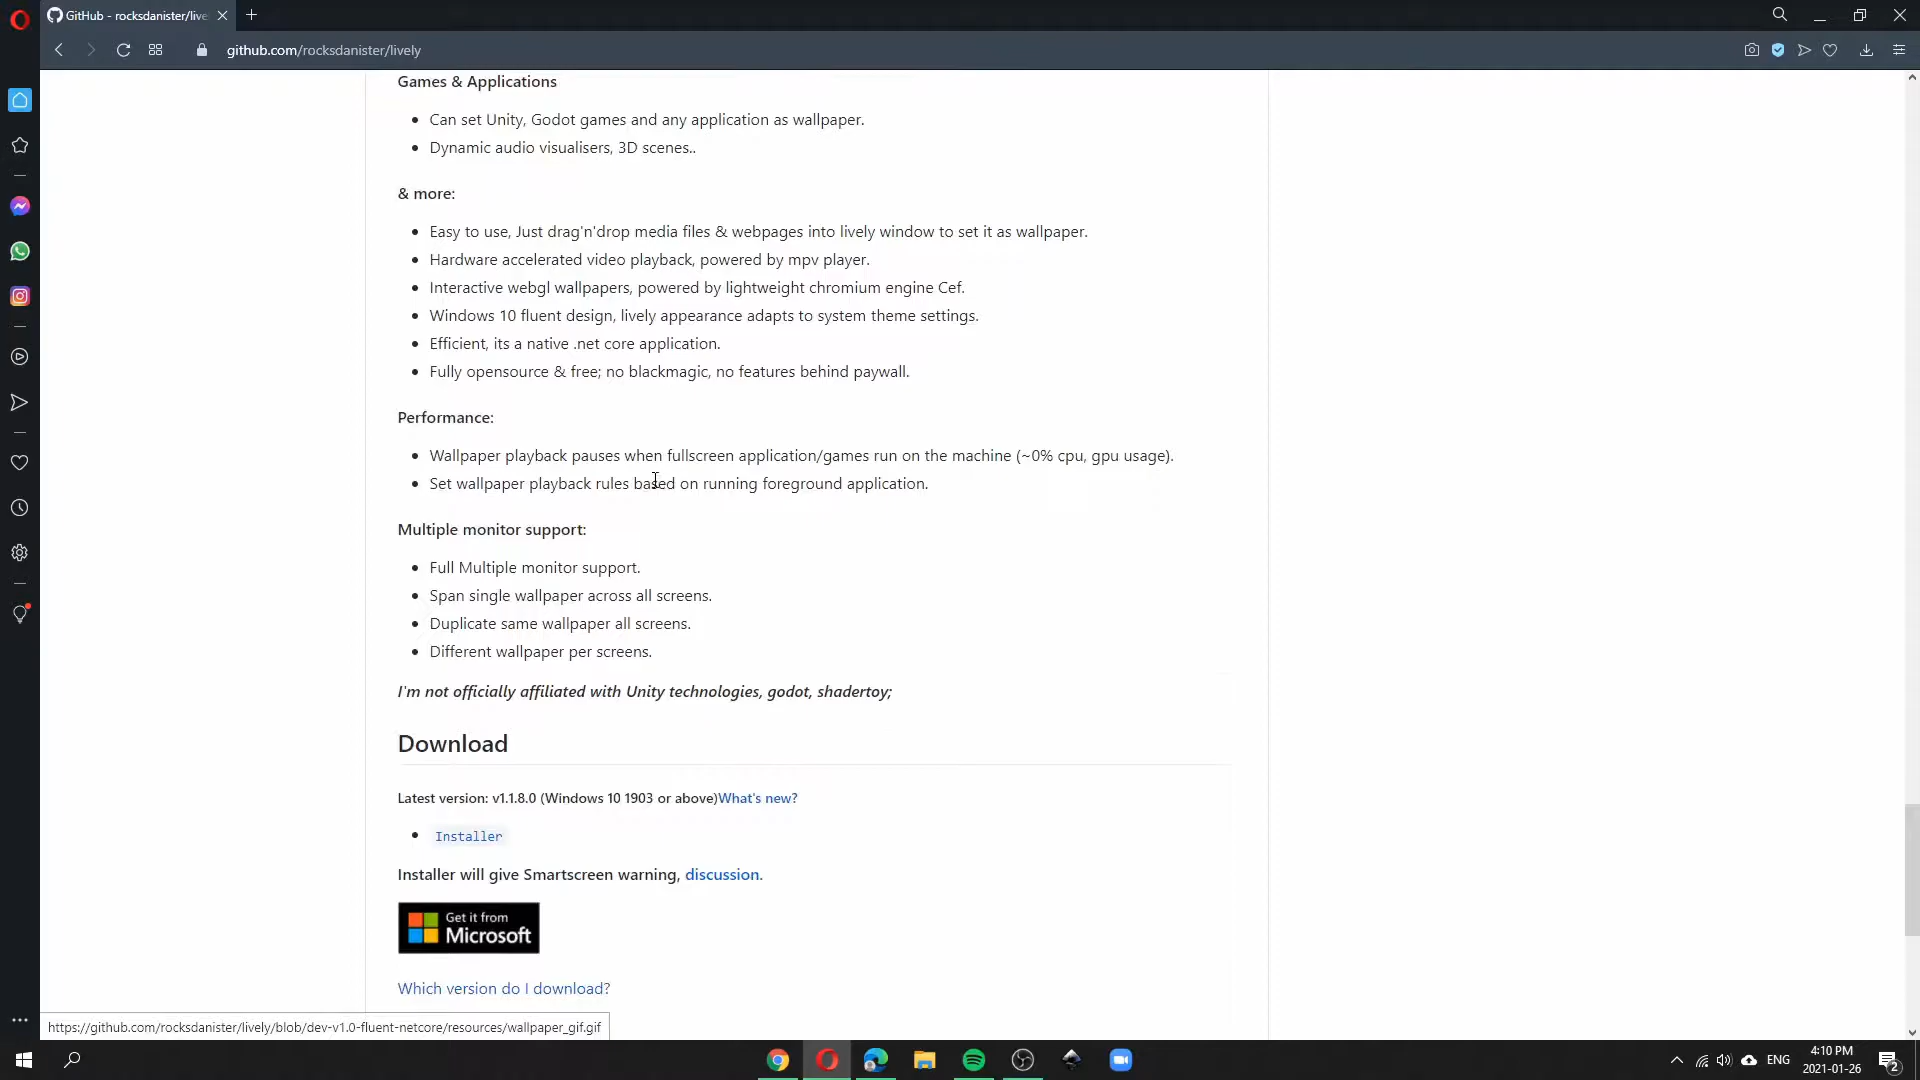 GitHub - rocksdanister/live
github.com/rocksdanister/lively
Games & Applications
Can set Unity, Godot games and any application as wallpaper.
Dynamic audio visualisers, 3D scenes..
& more:
Easy to use, Just drag'n'drop media files & webpages into lively window to set it as wallpaper.
Hardware accelerated video playback, powered by mpv player.
Interactive webgl wallpapers, powered by lightweight chromium engine Cef.
Windows 10 fluent design, lively appearance adapts to system theme settings.
Efficient, its a native .net core application.
Fully opensource & free; no blackmagic, no features behind paywall.
Performance:
Wallpaper playback pauses when fullscreen application/games run on the machine (~0% cpu, gpu usage).
Set wallpaper playback rules based on running foreground application.
Multiple monitor support:
Full Multiple monitor support.
Span single wallpaper across all screens.
Duplicate same wallpaper all screens.
Different wallpaper per screens.
I'm not officially affiliated with Unity technologies, godot, shadertoy;
Download
Latest version: v1.1.8.0 (Windows 10 1903 or above)What's new?
Installer
Installer will give Smartscreen warning, discussion.
Get it from
Microsoft
Which version do I download?
https://github.com/rocksdanister/lively/blob/dev-v1.0-fluent-netcore/resources/wallpaper_gif.gif
ENG
4:10 PM
2021-01-26
2